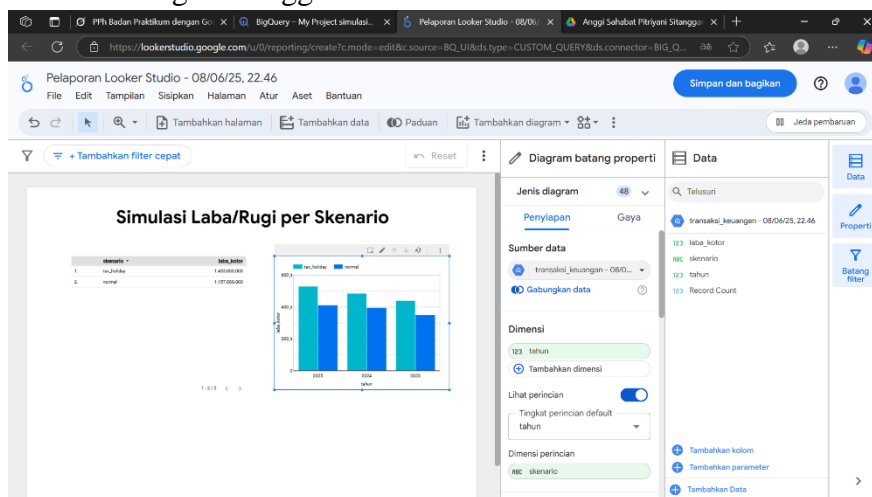 PPh Badan Praktikum dengan Go
BigQuery – My Project simulasi...
Pelaporan Looker Studio - 08/06/
Anggi Sahabat Pitriyani Sitanggan
https://lookerstudio.google.com/u/0/reporting/create?c.mode=edit&c.source=BQ_UI&ds.type=CUSTOM_QUERY&ds.connector=BIG_Q...
Pelaporan Looker Studio - 08/06/25, 22.46
File Edit Tampilan Sisipkan Halaman Atur Aset Bantuan
Simpan dan bagikan
Tambahkan halaman
Tambahkan data
Paduan
Tambahkan diagram
Jeda pembaruan
+ Tambahkan filter cepat
Reset
Simulasi Laba/Rugi per Skenario
skenario laba_kotor
1. tax_holiday 1.400.000.000
2. normal 1.157.000.000
1-2/2
tax_holiday normal
laba_kotor
2023 2024 2025
tahun
Diagram batang properti
Jenis diagram 48
Penyiapan Gaya
Sumber data
transaksi_keuangan - 08/0...
Gabungkan data
Dimensi
123 tahun
Tambahkan dimensi
Lihat perincian
Tingkat perincian default
tahun
Dimensi perincian
ABC skenario
Data
Telusuri
transaksi_keuangan - 08/06/25, 22.46
123 laba_kotor
ABC skenario
123 tahun
123 Record Count
Tambahkan kolom
Tambahkan parameter
Tambahkan Data
Data
Properti
Batang
filter